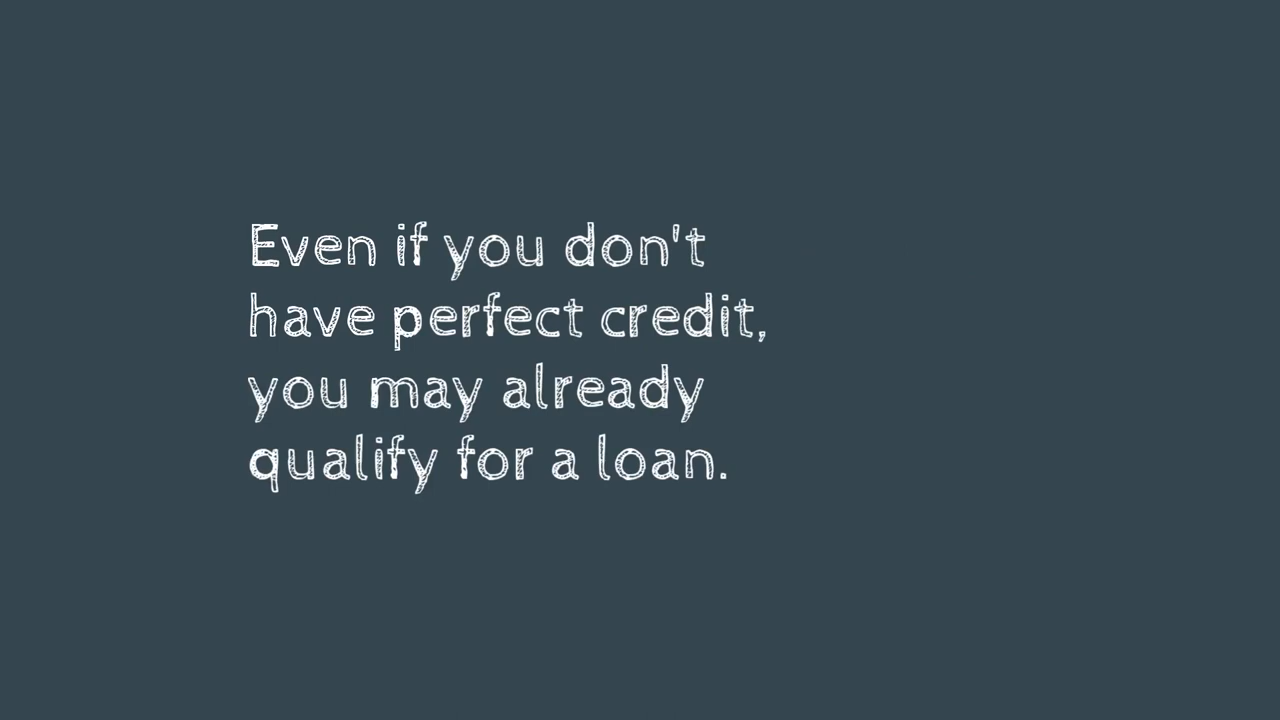 Even if you don't
have perfect credit,
you may already
qualify for a loan.